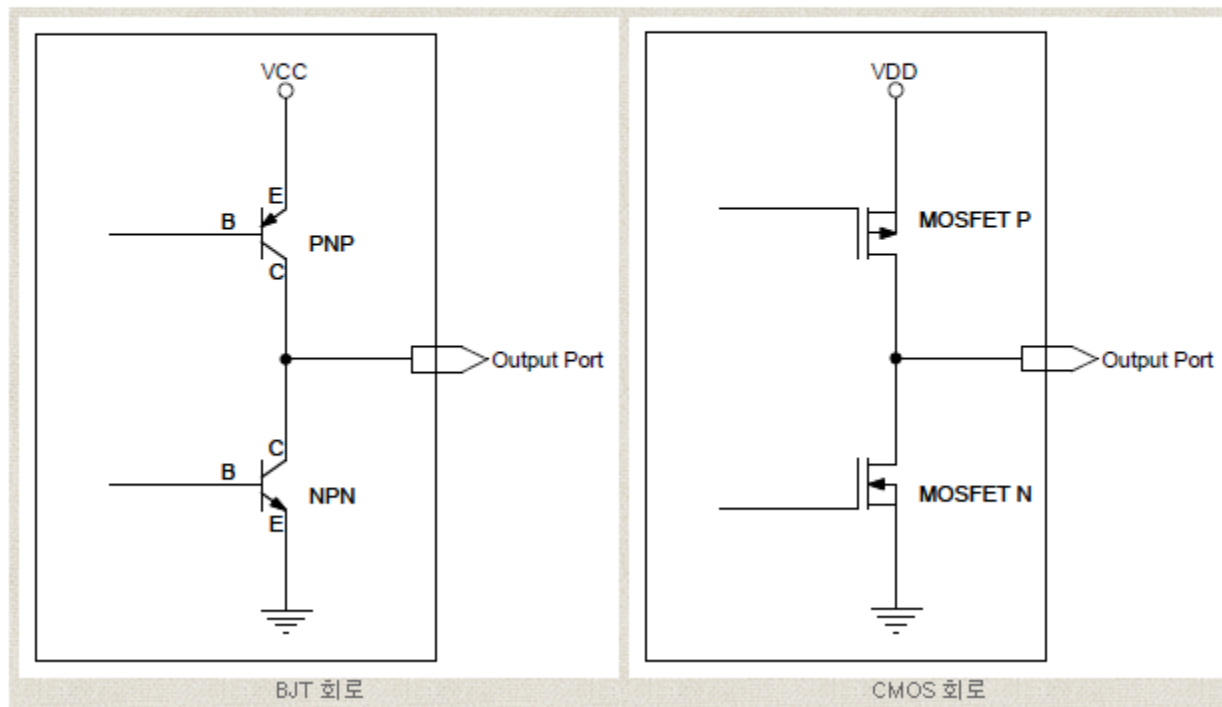 VCC
E
B
PNP
C
Output Port
C
B
NPN
E
BJT 회로
VDD
MOSFET P
Output Port
MOSFET N
CMOS 회로